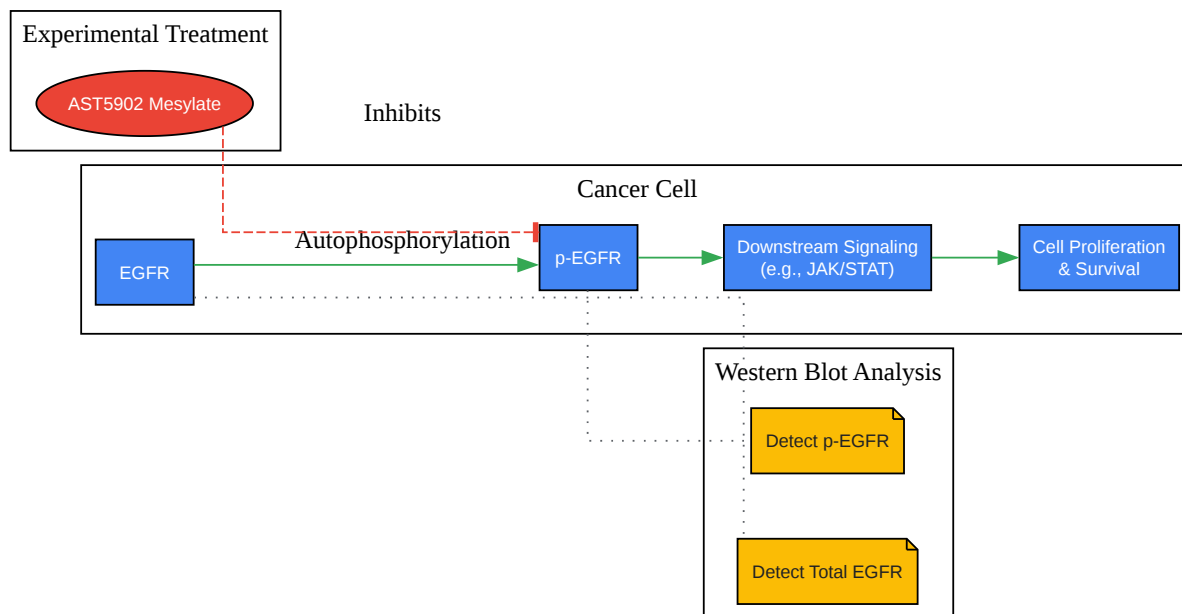 Experimental Treatment
AST5902 Mesylate
Inhibits
Cancer Cell
Autophosphorylation
EGFR
p-EGFR
Downstream Signaling
(e.g., JAK/STAT)
Cell Proliferation
& Survival
Western Blot Analysis
Detect p-EGFR
Detect Total EGFR